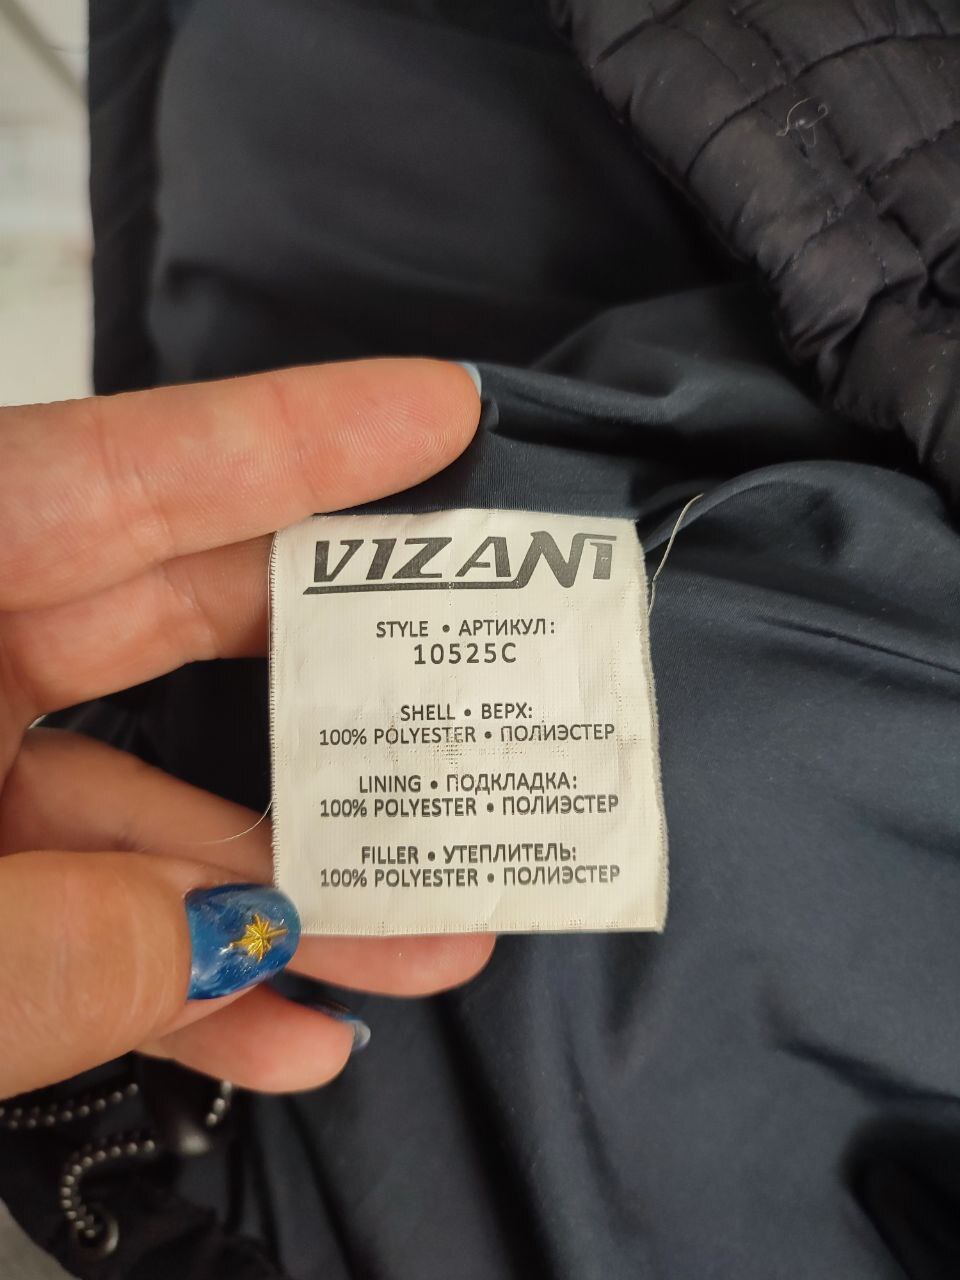 VIZANI
STYLE • АРТИКУЛ:
10525C
SHELL • ВЕРХ:
100% POLYESTER • ПОЛИЭСТЕР
LINING • ПОДКЛАДКА:
100% POLYESTER • ПОЛИЭСТЕР
FILLER • УТЕПЛИТЕЛЬ:
100% POLYESTER • ПОЛИЭСТЕР